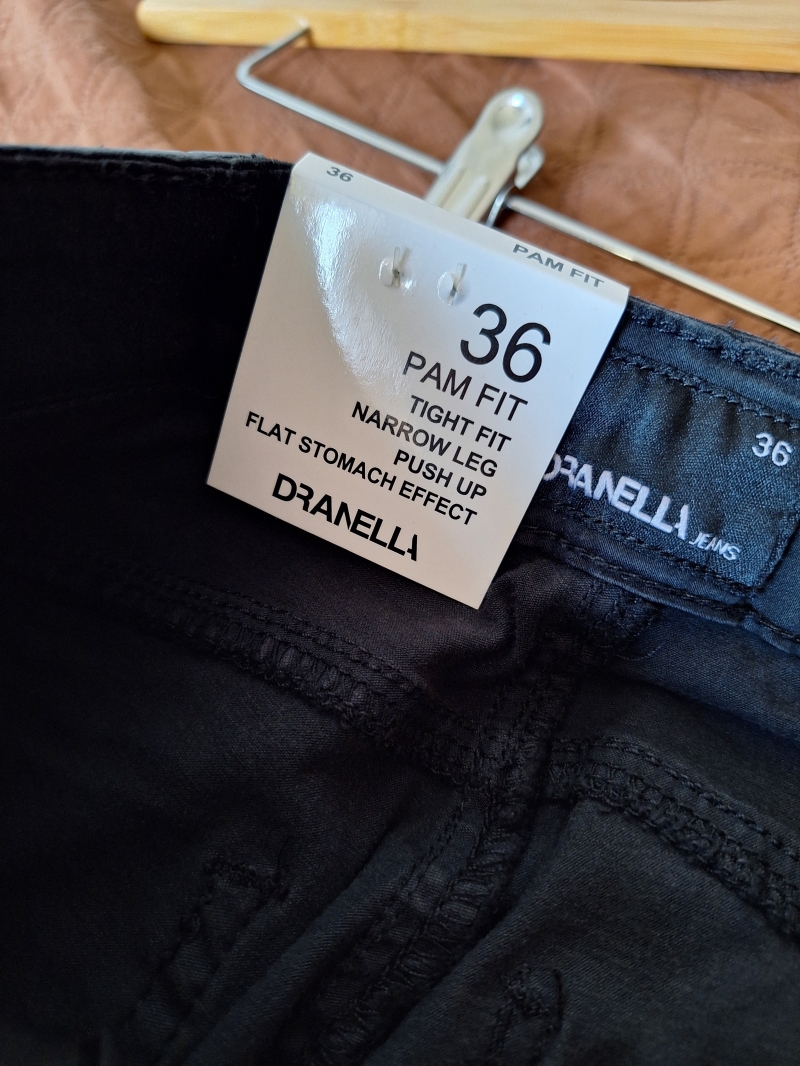 36
PAM FIT
36
PAM FIT
TIGHT FIT
NARROW LEG
PUSH UP
FLAT STOMACH EFFECT
DRANELLA
36
DRANELLA JEANS